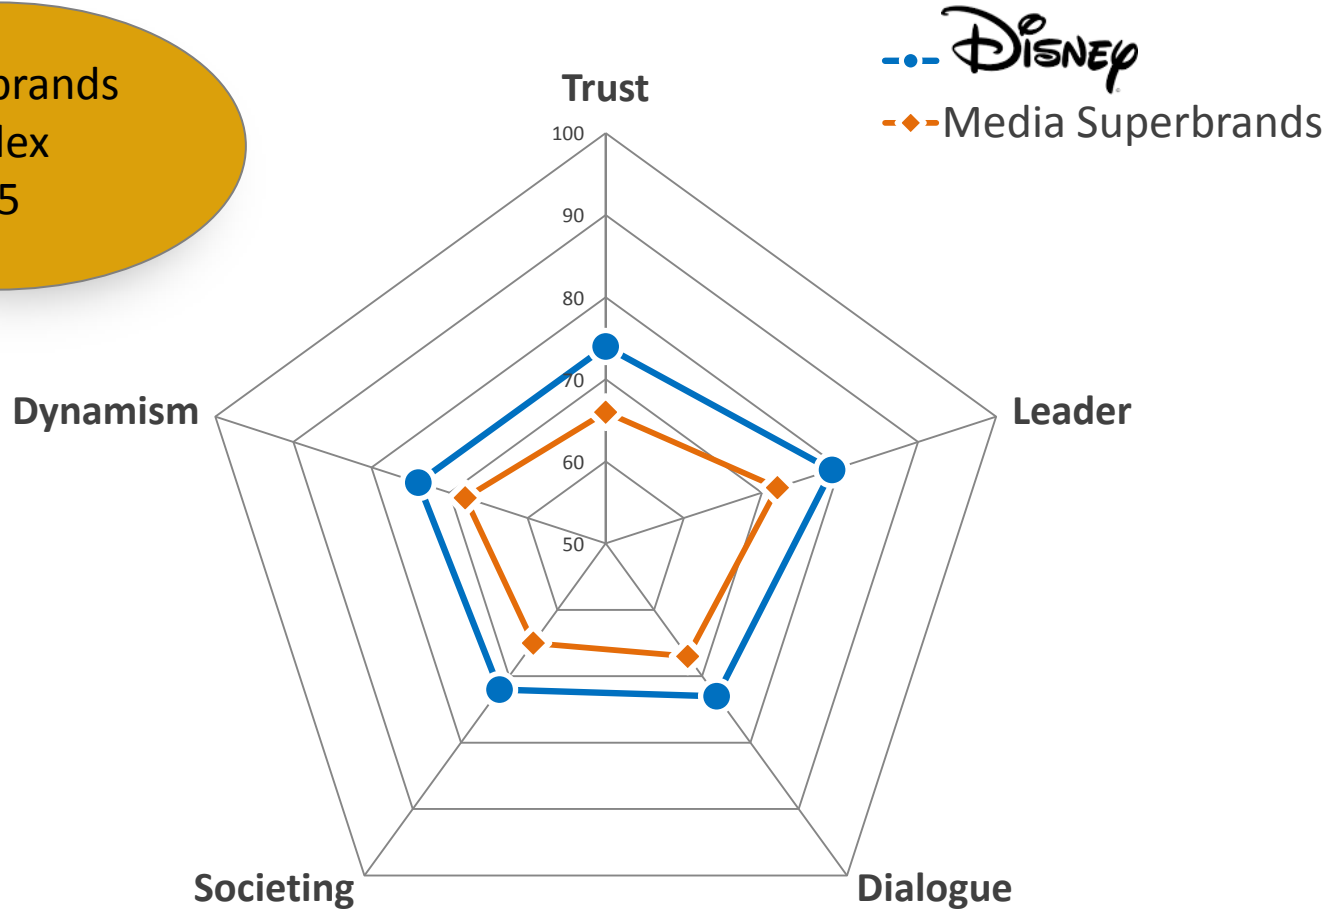 brands
lex
5
Disney
Media Superbrands
Trust
100
90
80
70
60
50
Dynamism
Leader
Societing
Dialogue